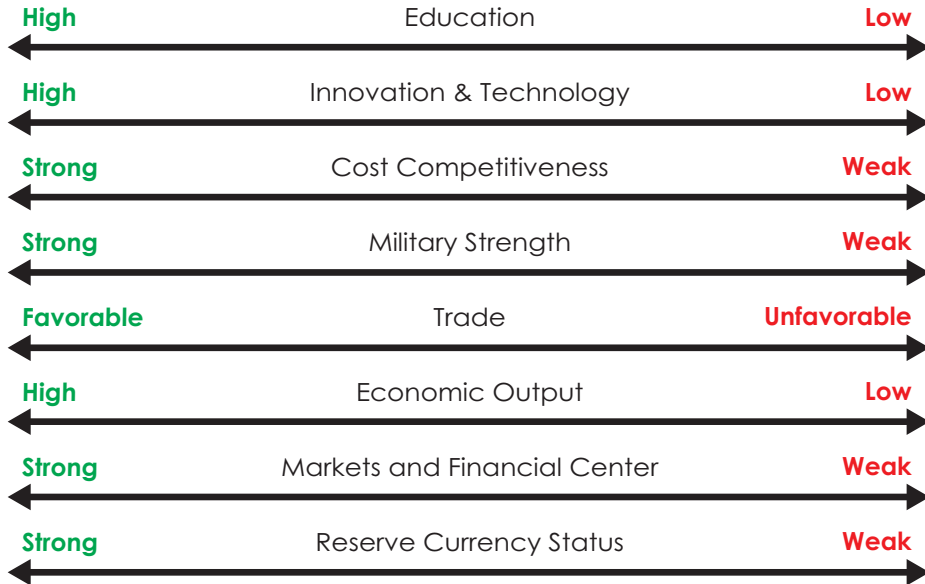 High Education Low
High Innovation & Technology Low
Strong Cost Competitiveness Weak
Strong Military Strength Weak
Favorable Trade Unfavorable
High Economic Output Low
Strong Markets and Financial Center Weak
Strong Reserve Currency Status Weak